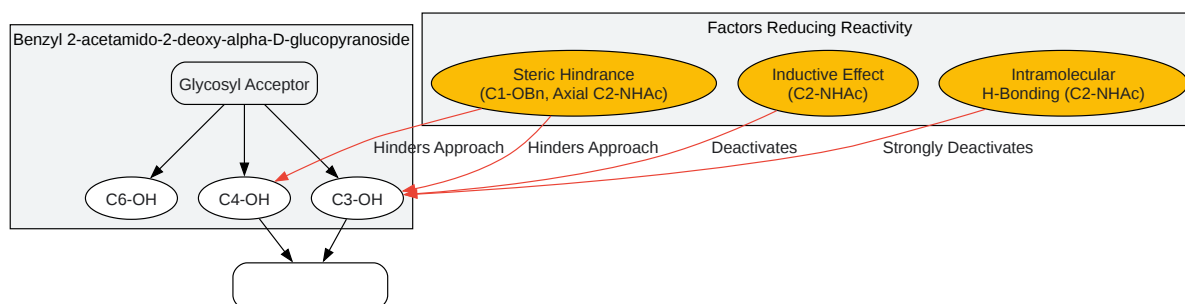 Benzyl 2-acetamido-2-deoxy-alpha-D-glucopyranoside
Factors Reducing Reactivity
Glycosyl Acceptor
Steric Hindrance
(C1-OBn, Axial C2-NHAc)
Inductive Effect
(C2-NHAc)
Intramolecular
H-Bonding (C2-NHAc)
Hinders Approach
Hinders Approach
Deactivates
Strongly Deactivates
C6-OH
C4-OH
C3-OH